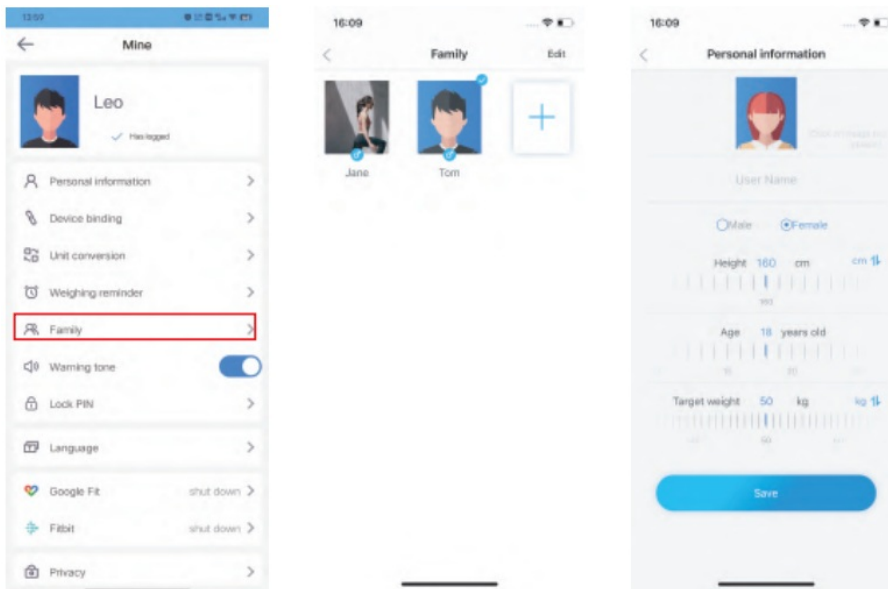 13:59
Mine
Leo
Has logged
Personal information
Device binding
Unit conversion
Weighing reminder
Family
Warning tone
Lock PIN
Language
Google Fit
shut down
Fitbit
shut down
Privacy
16:09
Family
Edit
Jane
Tom
16:09
Personal information
User Name
Male Female
Height 160 cm
cm
160
Age 18 years old
Target weight 50 kg
kg
Save